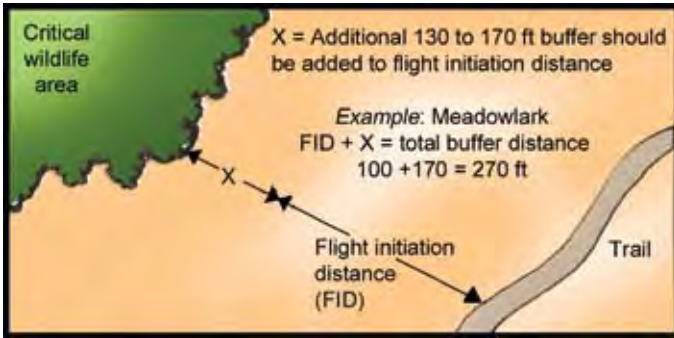 Critical
wildlife
area
X = Additional 130 to 170 ft buffer should
be added to flight initiation distance
Example: Meadowlark
FID + X = total buffer distance
100 +170 = 270 ft
X
Flight initiation
distance
(FID)
Trail